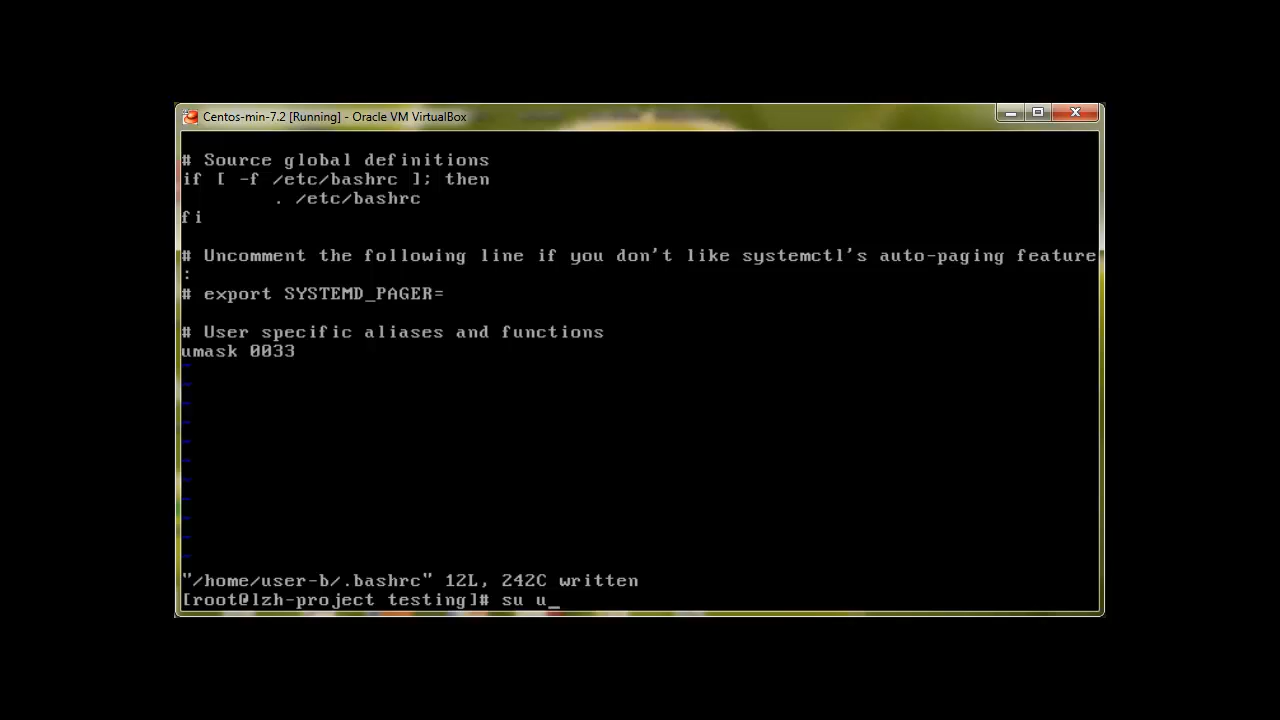 Centos-min-7.2 [Running] - Oracle VM VirtualBox
# Source global definitions
if [ -f /etc/bashrc ]; then
. /etc/bashrc
fi
# Uncomment the following line if you don't like systemctl's auto-paging feature
:
# export SYSTEMD_PAGER=
# User specific aliases and functions
umask 0033
~
~
~
~
~
~
~
~
~
~
~
"/home/user-b/.bashrc" 12L, 242C written
[root@lzh-project testing]# su u_